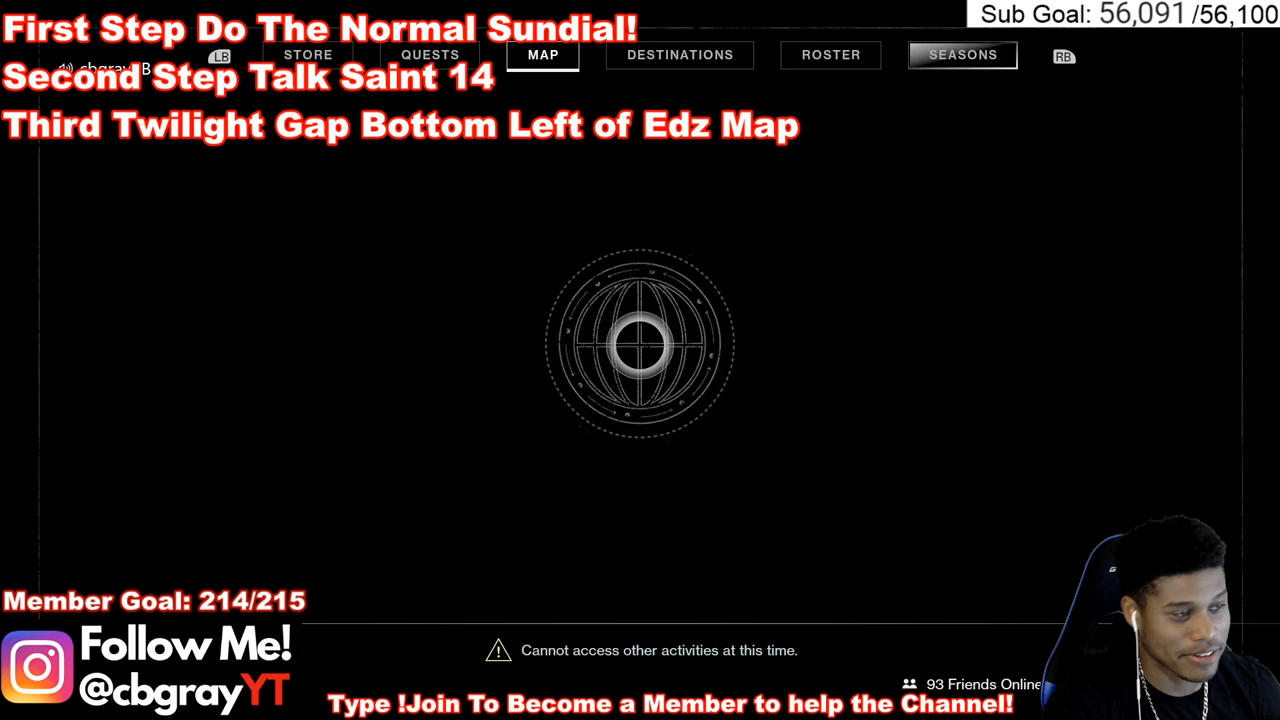 First Step Do The Normal Sundial!
Sub Goal: 56,091 /56,100
LB STORE QUESTS MAP DESTINATIONS ROSTER SEASONS RB
Second Step Talk Saint 14
Third Twilight Gap Bottom Left of Edz Map
Member Goal: 214/215
Follow Me!
@cbgrayYT
Cannot access other activities at this time.
93 Friends Online
Type !Join To Become a Member to help the Channel!